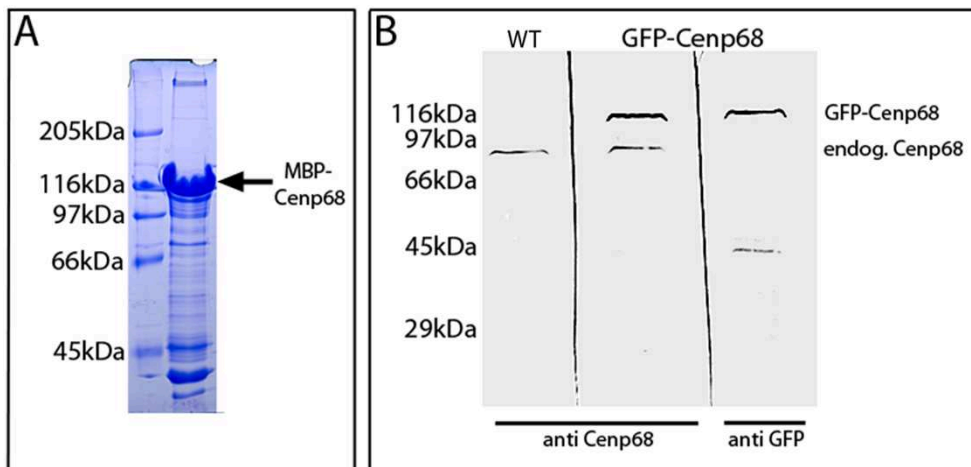 A
205kDa
116kDa
97kDa
66kDa
45kDa
MBP-
Cenp68
B
WT GFP-Cenp68
116kDa
97kDa
66kDa
45kDa
29kDa
GFP-Cenp68
endog. Cenp68
anti Cenp68 anti GFP